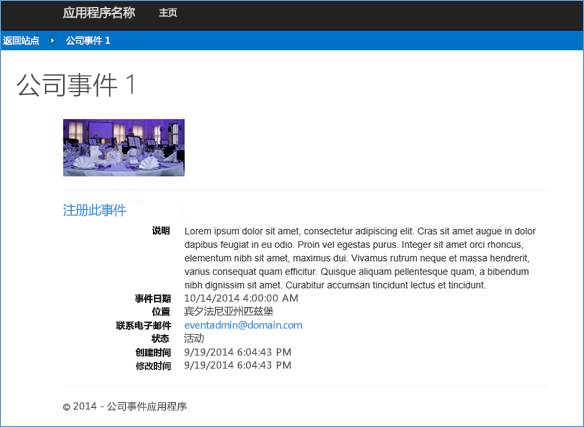 应用程序名称 主页
返回站点 公司事件 1
公司事件 1
注册此事件
说明 Lorem ipsum dolor sit amet, consectetur adipiscing elit. Cras sit amet augue in dolor
dapibus feugiat in eu odio. Proin vel egestas purus. Integer sit amet orci rhoncus,
elementum nibh sit amet, maximus dui. Vivamus rutrum neque et massa hendrerit,
varius consequat quam efficitur. Quisque aliquam pellentesque quam, a bibendum
nibh dignissim sit amet. Curabitur accumsan tincidunt lectus et tincidunt.
事件日期 10/14/2014 4:00:00 AM
位置 宾夕法尼亚州匹兹堡
联系电子邮件 eventadmin@domain.com
状态 活动
创建时间 9/19/2014 6:04:43 PM
修改时间 9/19/2014 6:04:43 PM
© 2014 - 公司事件应用程序